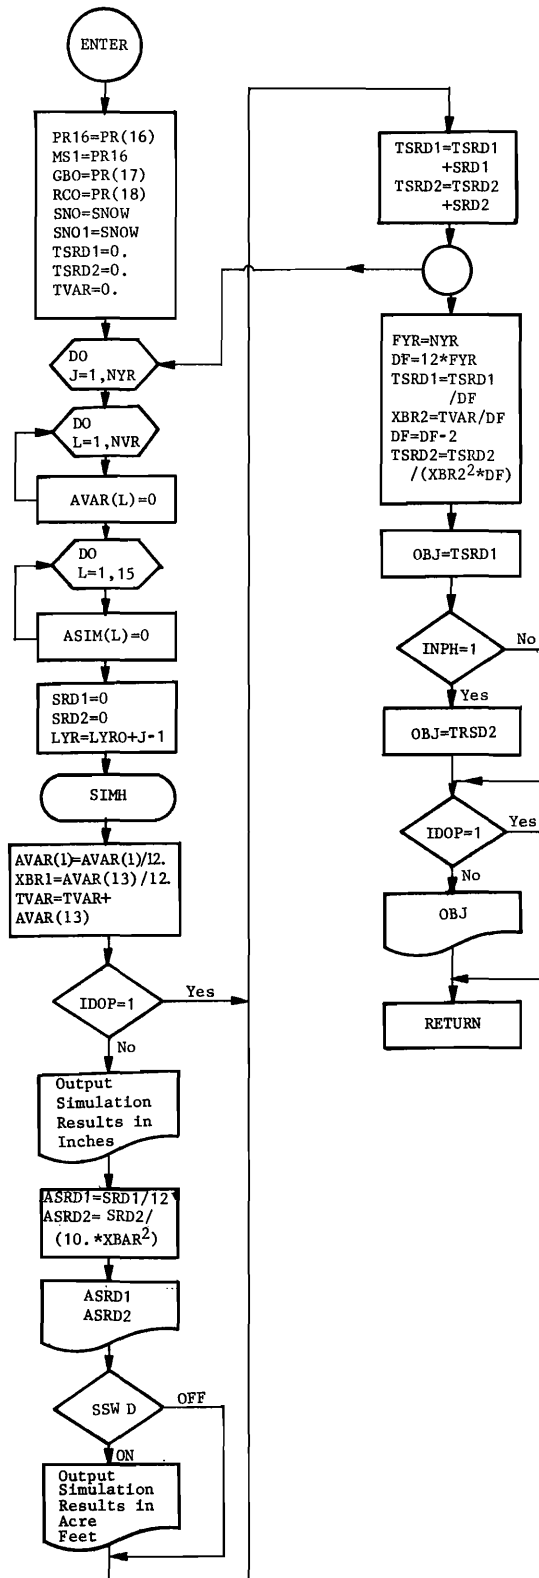 ENTER
PR16=PR(16)
MS1=PR16
GBO=PR(17)
RCO=PR(18)
SNO=SNOW
SNO1=SNOW
TSRD1=0.
TSRD2=0.
TVAR=0.
DO
J=1,NYR
DO
L=1,NVR
AVAR(L)=0
DO
L=1,15
ASIM(L)=0
SRD1=0
SRD2=0
LYR=LYRO+J-1
SIMH
AVAR(1)=AVAR(1)/12.
XBR1=AVAR(13)/12.
TVAR=TVAR+
AVAR(13)
IDOP=1
Yes
No
Output
Simulation
Results in
Inches
ASRD1=SRD1/12
ASRD2= SRD2/
(10.*XBAR²)
ASRD1
ASRD2
SSW D
OFF
ON
Output
Simulation
Results in
Acre
Feet
TSRD1=TSRD1
+SRD1
TSRD2=TSRD2
+SRD2
FYR=NYR
DF=12*FYR
TSRD1=TSRD1
/DF
XBR2=TVAR/DF
DF=DF-2
TSRD2=TSRD2
/(XBR2²*DF)
OBJ=TSRD1
INPH=1
No
Yes
OBJ=TRSD2
IDOP=1
Yes
No
OBJ
RETURN